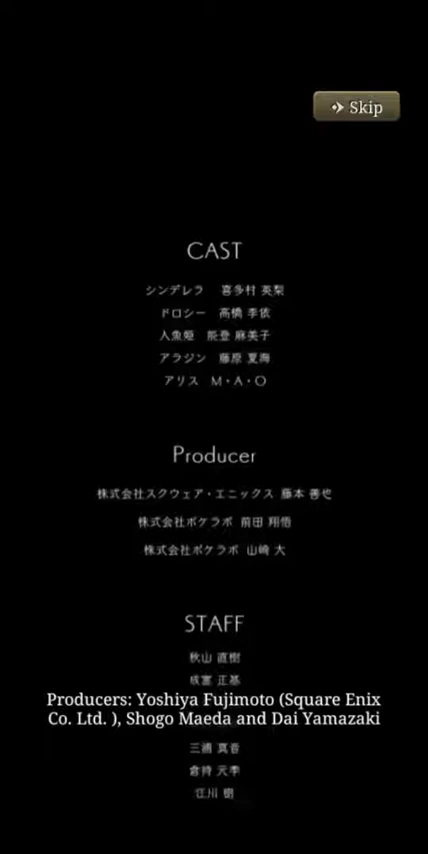 Skip
CAST
シンデレラ 喜多村 英梨
ドロシー 高橋 李依
人魚姫 能登 麻美子
アラジン 藤原 夏海
アリス M・A・O
Producer
株式会社スクウェア・エニックス 藤本 善也
株式会社ポケラボ 前田 翔悟
株式会社ポケラボ 山崎 大
STAFF
秋山 直樹
成富 正基
Producers: Yoshiya Fujimoto (Square Enix
Co. Ltd. ), Shogo Maeda and Dai Yamazaki
三浦 真音
倉持 元季
江川 樹